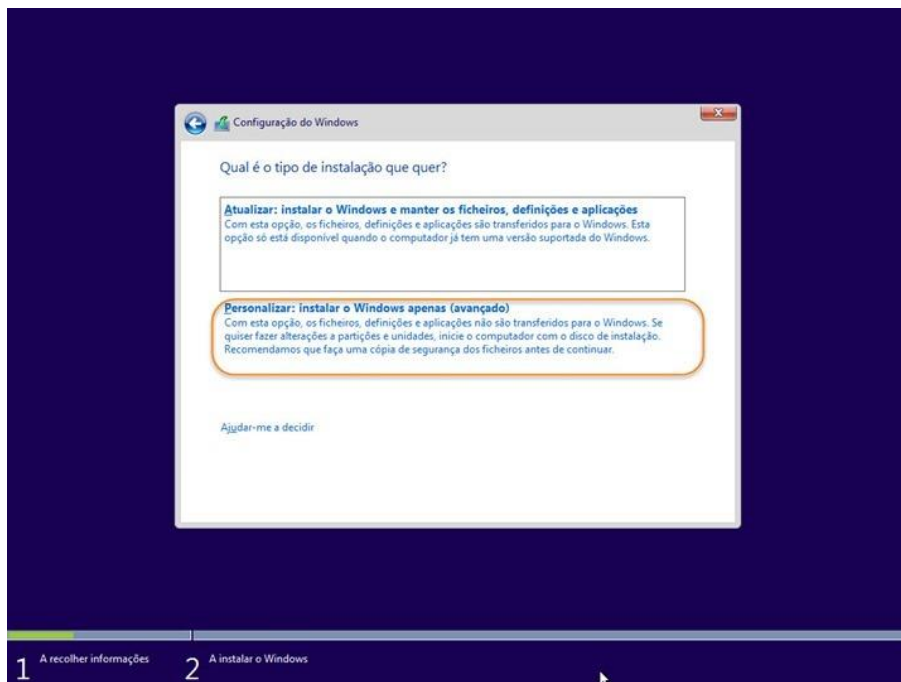 Configuração do Windows
Qual é o tipo de instalação que quer?
Atualizar: instalar o Windows e manter os ficheiros, definições e aplicações
Com esta opção, os ficheiros, definições e aplicações são transferidos para o Windows. Esta
opção só está disponível quando o computador já tem uma versão suportada do Windows.
Personalizar: instalar o Windows apenas (avançado)
Com esta opção, os ficheiros, definições e aplicações não são transferidos para o Windows. Se
quiser fazer alterações a partições e unidades, inicie o computador com o disco de instalação.
Recomendamos que faça uma cópia de segurança dos ficheiros antes de continuar.
Ajudar-me a decidir
1 A recolher informações
2 A instalar o Windows